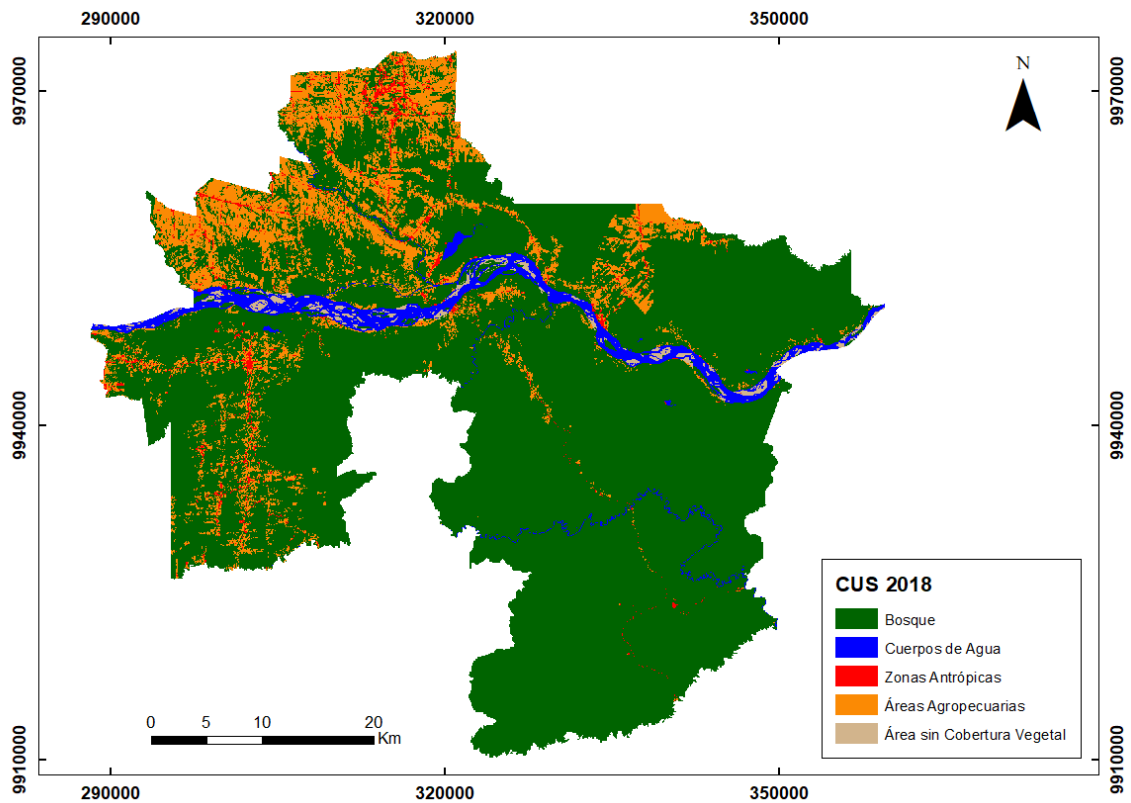 290000
320000
350000
9970000
N
9970000
9940000
9940000
CUS 2018
Bosque
Cuerpos de Agua
Zonas Antrópicas
Áreas Agropecuarias
Área sin Cobertura Vegetal
0 5 10 20
Km
9910000
9910000
290000
320000
350000